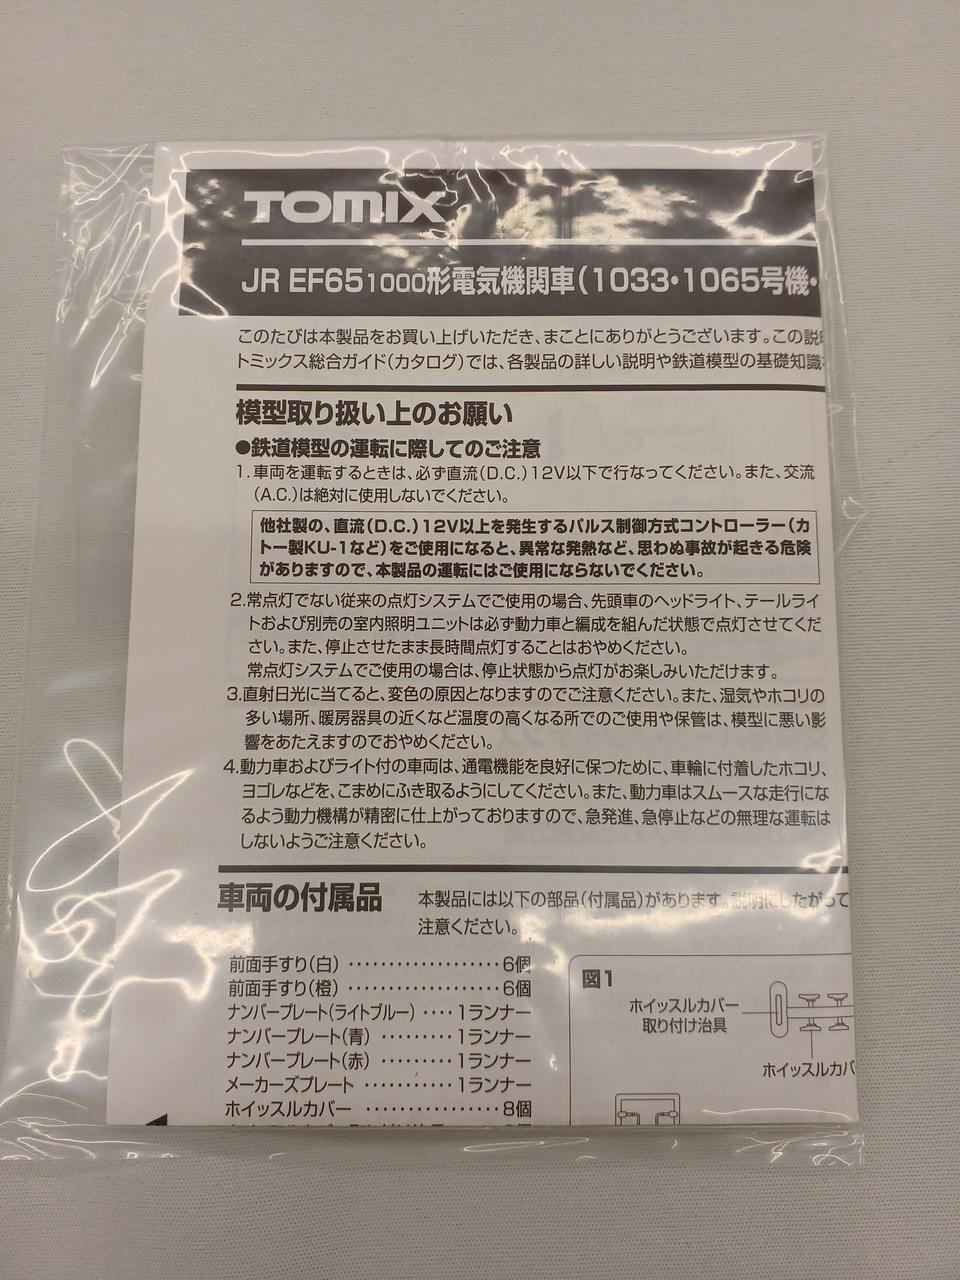 TOMIX
JR EF651000形電気機関車(1033・1065号機・
このたびは本製品をお買い上げいただき、まことにありがとうございます。この説
トミックス総合ガイド(カタログ)では、各製品の詳しい説明や鉄道模型の基礎知識
模型取り扱い上のお願い
●鉄道模型の運転に際してのご注意
1.車両を運転するときは、必ず直流(D.C.)12V以下で行なってください。また、交流
(A.C.)は絶対に使用しないでください。
他社製の、直流(D.C.)12V以上を発生するパルス制御方式コントローラー(カ
トー製KU-1など)をご使用になると、異常な発熱など、思わぬ事故が起きる危険
がありますので、本製品の運転にはご使用にならないでください。
2.常点灯でない従来の点灯システムでご使用の場合、先頭車のヘッドライト、テールライ
トおよび別売の室内照明ユニットは必ず動力車と編成を組んだ状態で点灯させてくだ
さい。また、停止させたまま長時間点灯することはおやめください。
常点灯システムでご使用の場合は、停止状態から点灯がお楽しみいただけます。
3.直射日光に当てると、変色の原因となりますのでご注意ください。また、湿気やホコリの
多い場所、暖房器具の近くなど温度の高くなる所でのご使用や保管は、模型に悪い影
響をあたえますのでおやめください。
4.動力車およびライト付の車両は、通電機能を良好に保つために、車輪に付着したホコリ、
ヨゴレなどを、こまめにふき取るようにしてください。また、動力車はスムースな走行にな
るよう動力機構が精密に仕上がっておりますので、急発進、急停止などの無理な運転は
しないようご注意ください。
車両の付属品
本製品には以下の部品(付属品)があります。説明にしたがって
注意ください。
前面手すり(白) ・・・・・・・・・・・・・・・・・・・ 6個
前面手すり(橙) ・・・・・・・・・・・・・・・・・・・ 6個
ナンバープレート(ライトブルー) ・・・・ 1ランナー
ナンバープレート(青) ・・・・・・・・・ 1ランナー
ナンバープレート(赤) ・・・・・・・・・ 1ランナー
メーカーズプレート ・・・・・・・・・・・ 1ランナー
ホイッスルカバー ・・・・・・・・・・・・・・・・・ 8個
図1
ホイッスルカバー
取り付け治具
ホイッスルカバ